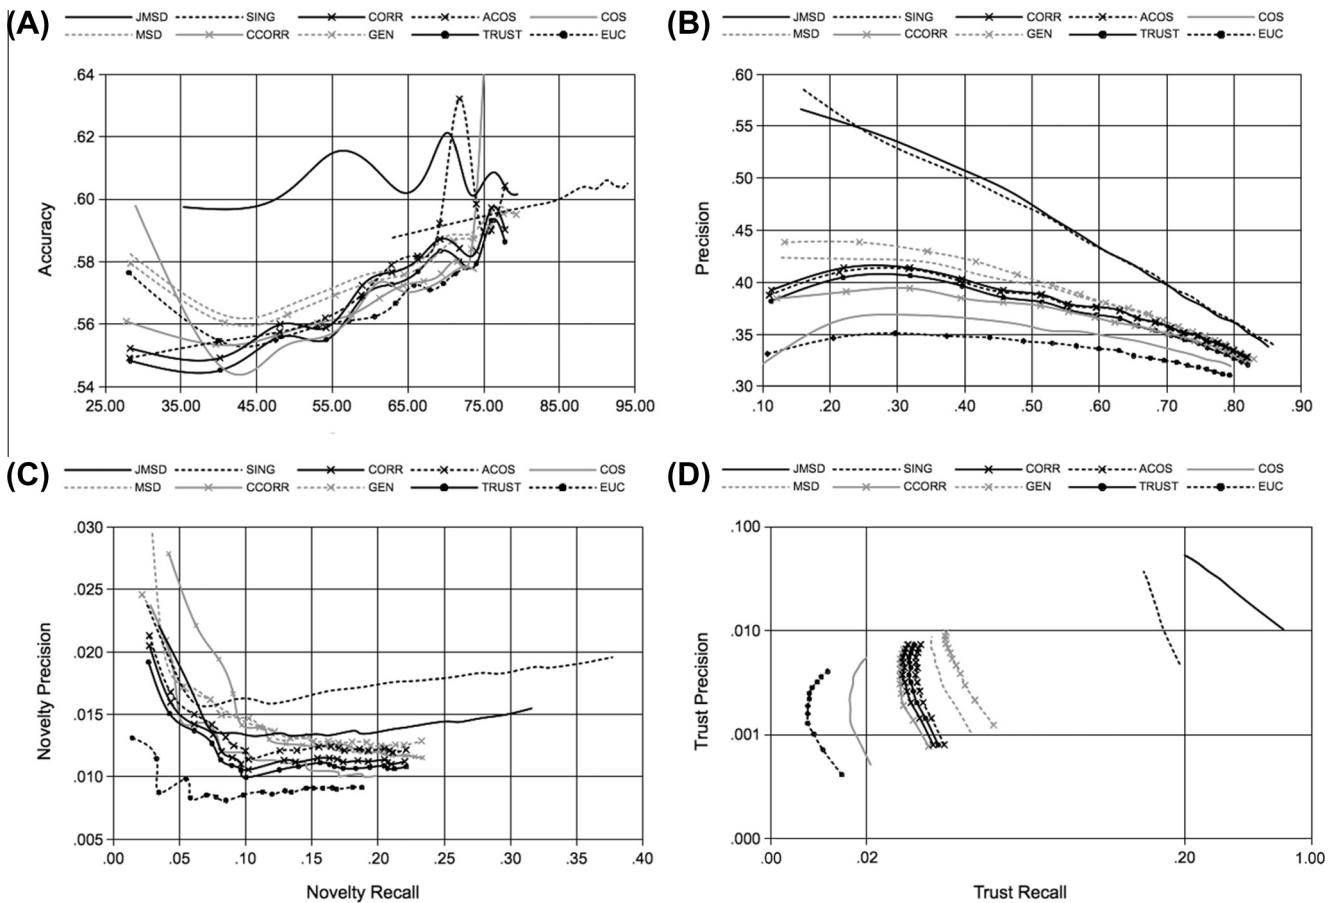 (A) JMSD SING CORR ACOS COS
MSD CCORR GEN TRUST EUC
.64
.62
.60
.58
.56
.54
Accuracy
25.00 35.00 45.00 55.00 65.00 75.00 85.00 95.00
(B) JMSD SING CORR ACOS COS
MSD CCORR GEN TRUST EUC
.60
.55
.50
.45
.40
.35
.30
Precision
.10 .20 .30 .40 .50 .60 .70 .80 .90
(C) JMSD SING CORR ACOS COS
MSD CCORR GEN TRUST EUC
.030
.025
.020
.015
.010
.005
Novelty Precision
.00 .05 .10 .15 .20 .25 .30 .35 .40
Novelty Recall
(D) JMSD SING CORR ACOS COS
MSD CCORR GEN TRUST EUC
.100
.010
.001
.000
Trust Precision
.00 .02 .20 1.00
Trust Recall